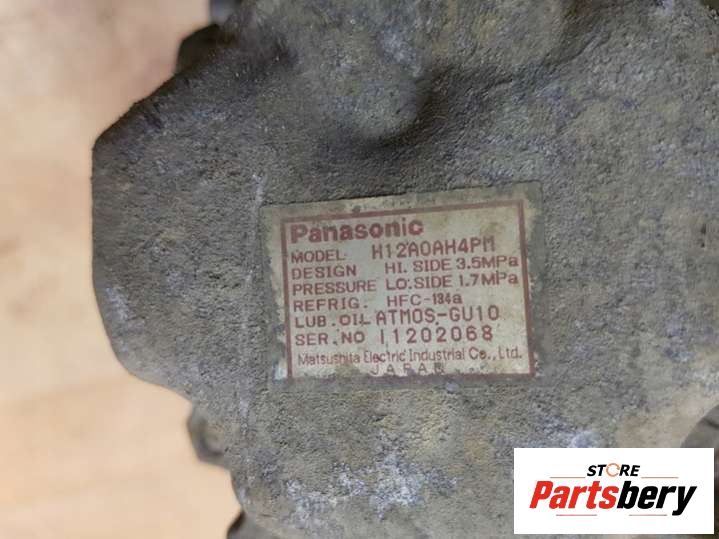 Panasonic
MODEL H12A0AH4PM
DESIGN HI. SIDE 3.5MPa
PRESSURE LO. SIDE 1.7MPa
REFRIG. HFC-134a
LUB. OIL ATMOS-GU10
SER. NO 11202068
Matsushita Electric Industrial Co., Ltd.
JAPAN
STORE
Partsbery